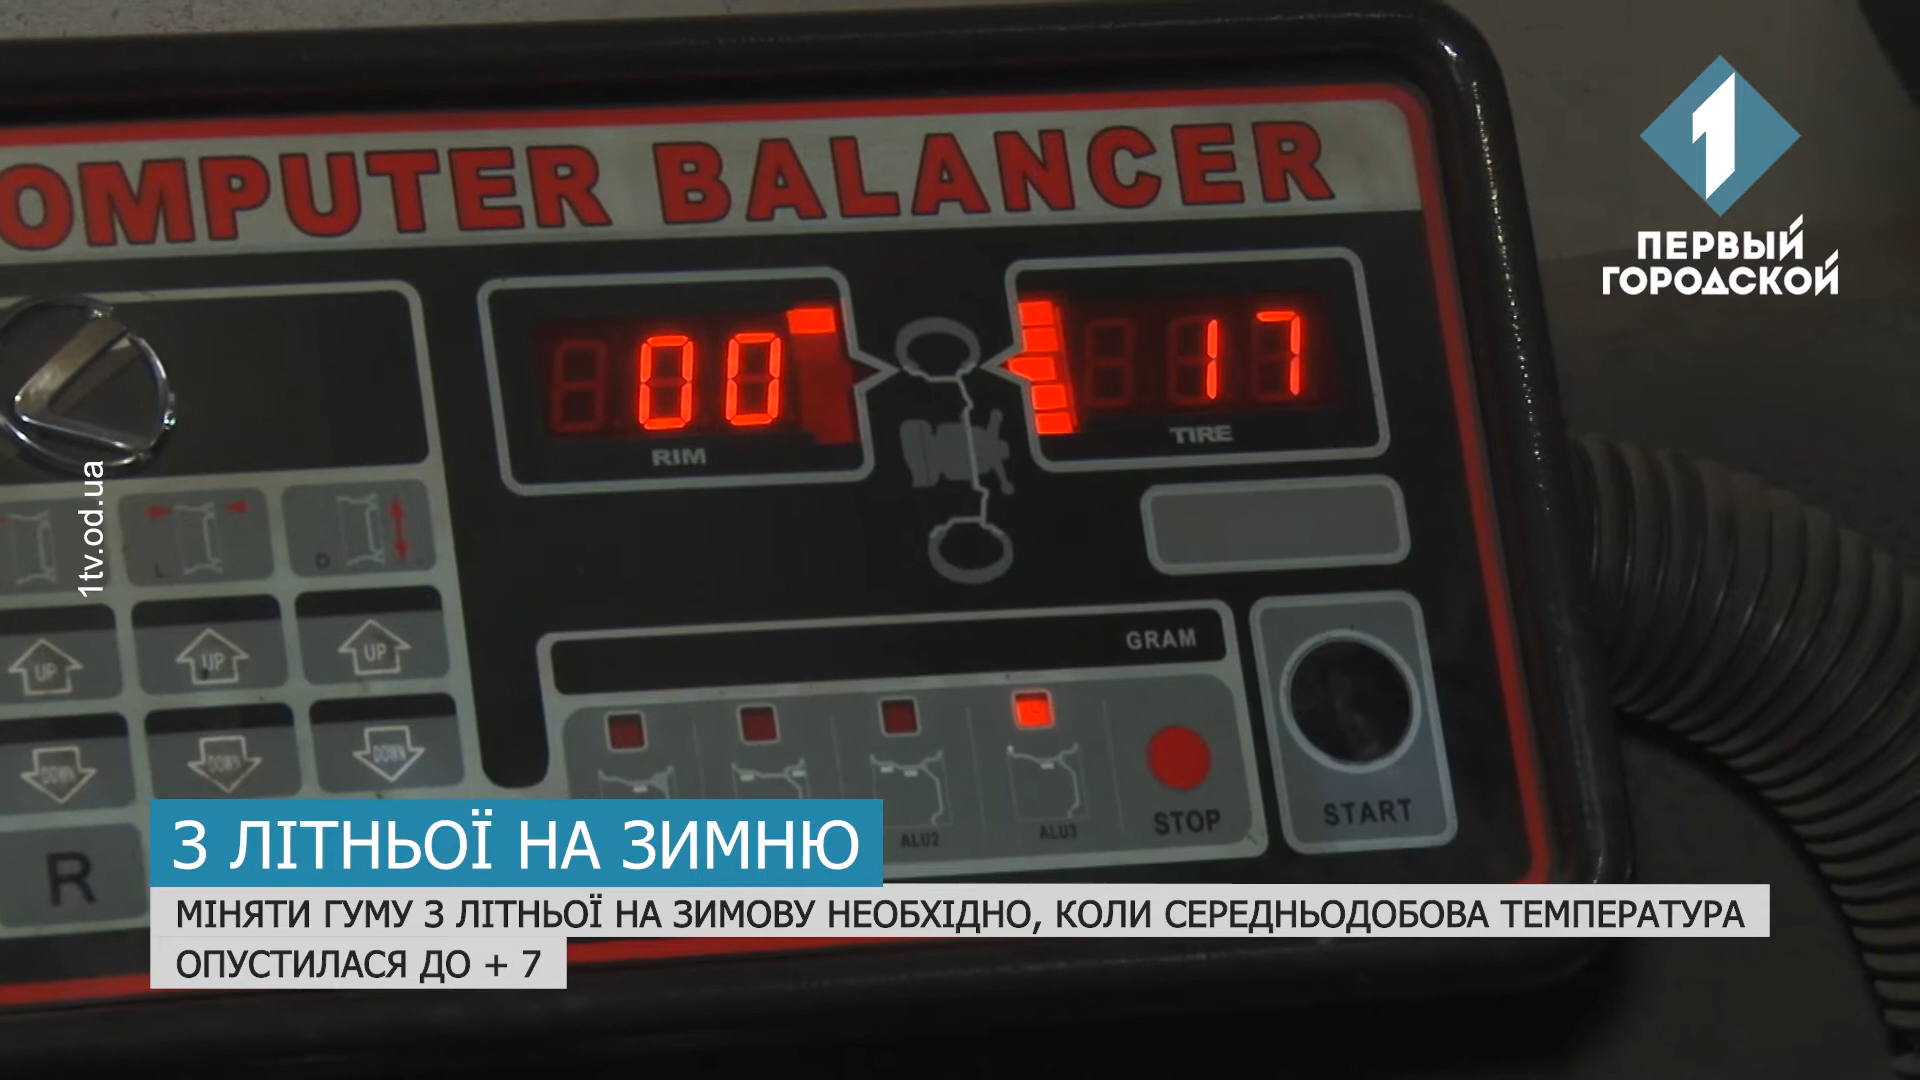 OMPUTER BALANCER
1
ПЕРВЫЙ
ГОРОДСКОЙ
00
17
RIM
TIRE
1tv.od.ua
L
D
GRAM
UP
UP
UP
DOWN
DOWN
DOWN
ALU2
ALU3
STOP
START
R
З ЛІТНЬОЇ НА ЗИМНЮ
МІНЯТИ ГУМУ З ЛІТНЬОЇ НА ЗИМОВУ НЕОБХІДНО, КОЛИ СЕРЕДНЬОДОБОВА ТЕМПЕРАТУРА
ОПУСТИЛАСЯ ДО + 7